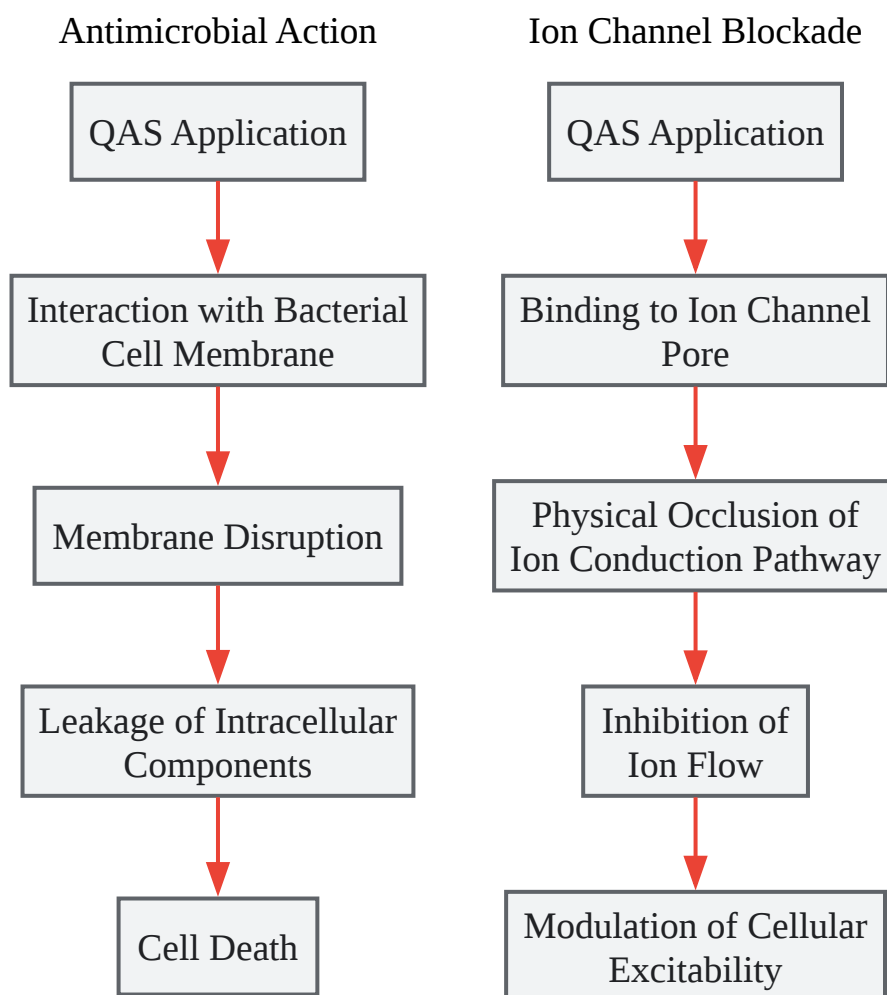 Antimicrobial Action
QAS Application
Interaction with Bacterial
Cell Membrane
Membrane Disruption
Leakage of Intracellular
Components
Cell Death
Ion Channel Blockade
QAS Application
Binding to Ion Channel
Pore
Physical Occlusion of
Ion Conduction Pathway
Inhibition of
Ion Flow
Modulation of Cellular
Excitability